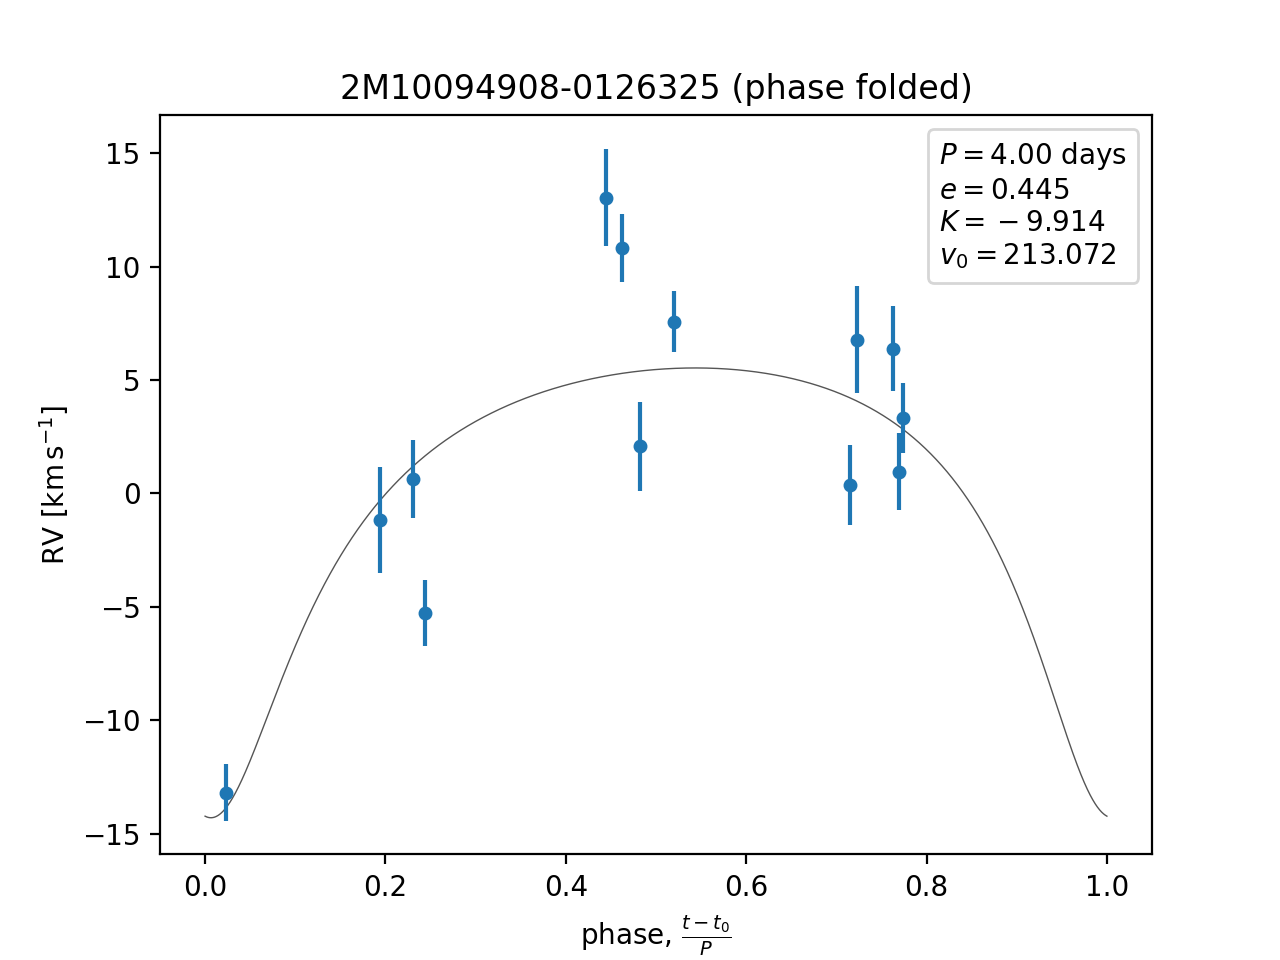 2M10094908-0126325 (phase folded)
P = 4.00 days
e = 0.445
K = −9.914
v₀ = 213.072
RV [km s⁻¹]
15
10
5
0
−5
−10
−15
0.0 0.2 0.4 0.6 0.8 1.0
phase, (t − t₀)/P